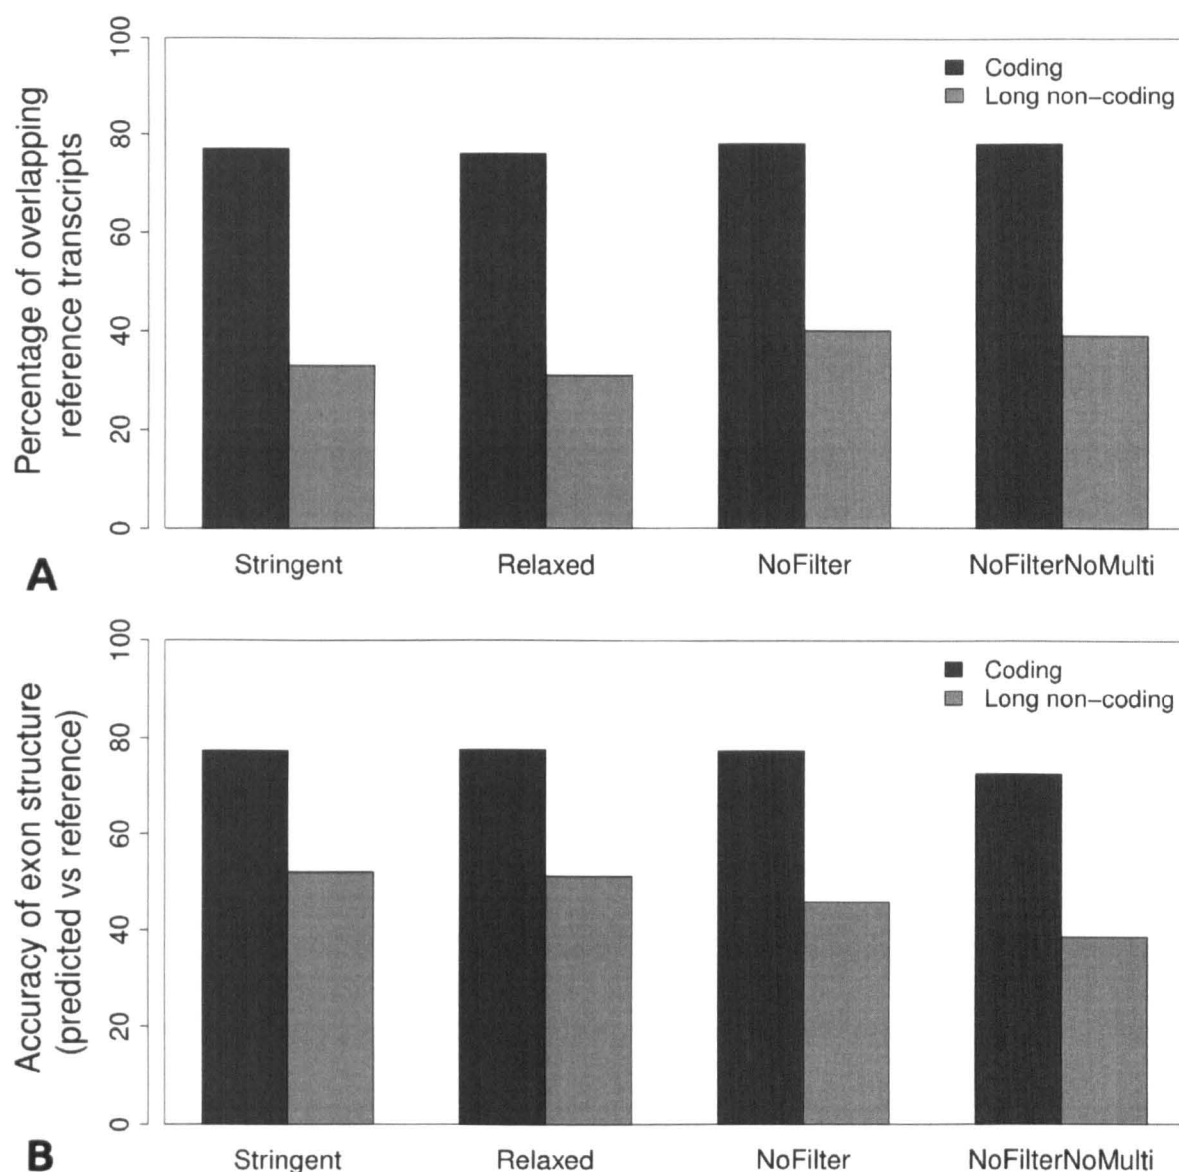 Percentage of overlapping
reference transcripts
100
80
60
40
20
0
Coding
Long non-coding
Stringent
Relaxed
NoFilter
NoFilterNoMulti
A
Accuracy of exon structure
(predicted vs reference)
100
80
60
40
20
0
Coding
Long non-coding
Stringent
Relaxed
NoFilter
NoFilterNoMulti
B